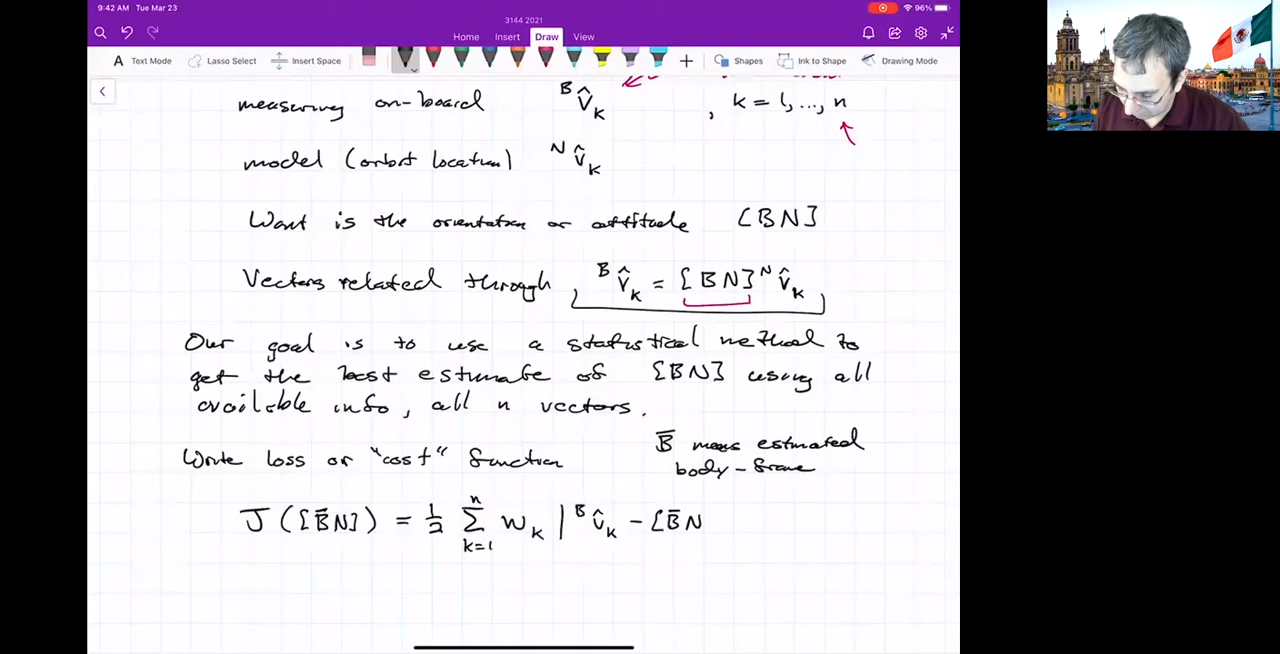 9:42 AM Tue Mar 23
96%
3144 2021
Home Insert Draw View
Text Mode Lasso Select Insert Space Shapes Ink to Shape Drawing Mode
measuring on-board ᴮv̂ₖ , k = 1, ..., n
model (orbit location) ᴺv̂ₖ
Want is the orientation or attitude [BN]
Vectors related through ᴮv̂ₖ = [BN] ᴺv̂ₖ
Our goal is to use a statistical method to
get the best estimate of [BN] using all
available info, all n vectors.
Write loss or "cost" function
B̄ means estimated
body-frame
J([B̄N]) = 1/2 Σₖ₌₁ⁿ wₖ |ᴮv̂ₖ - [B̄N